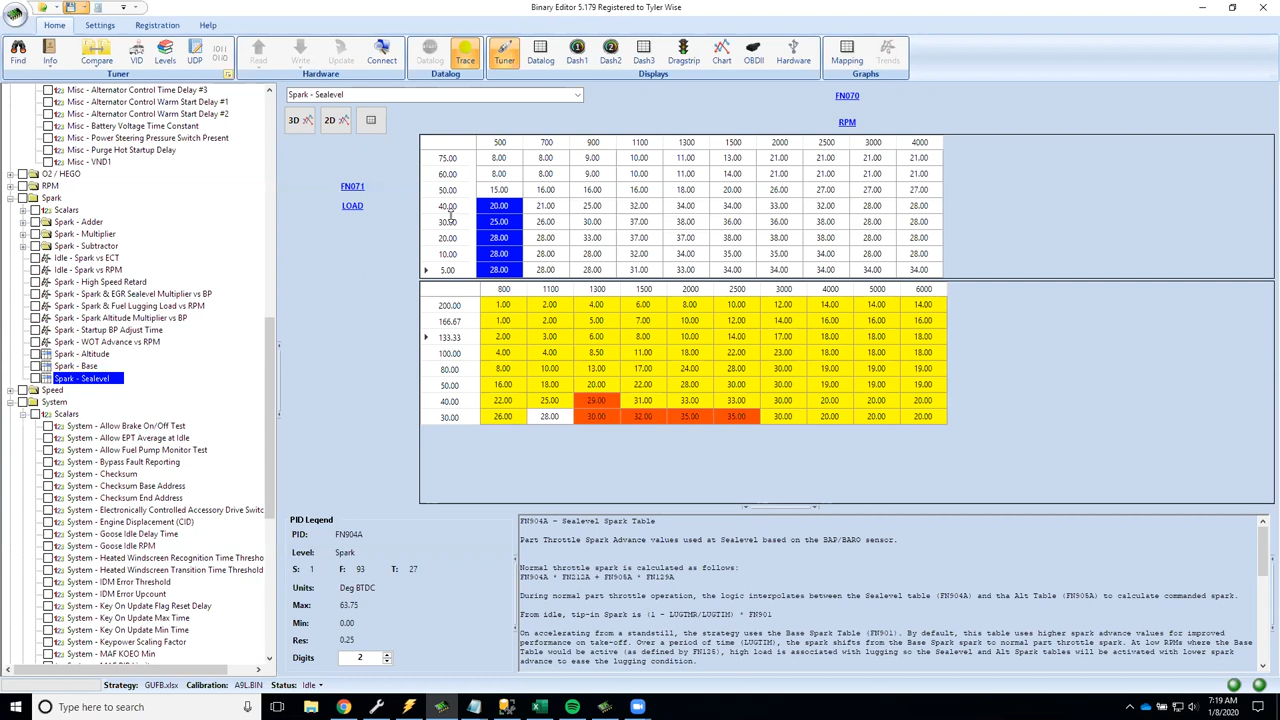 Binary Editor 5.179 Registered to Tyler Wise
Home Settings Registration Help
Find Info Compare VID Levels UDP Read Write Update Connect Datalog Trace Tuner Datalog Dash1 Dash2 Dash3 Dragstrip Chart OBDII Hardware Mapping Trends
Tuner Hardware Datalog Displays Graphs
Misc - Alternator Control Time Delay #3
Misc - Alternator Control Warm Start Delay #1
Misc - Alternator Control Warm Start Delay #2
Misc - Battery Voltage Time Constant
Misc - Power Steering Pressure Switch Time
Misc - Purge Hot Startup Delay
Misc - VND1
O2 / HEGO
RPM
Spark
Scalars
Spark - Adder
Spark - Multiplier
Spark - Subtractor
Idle - Spark vs ECT
Idle - Spark vs RPM
Spark - High Speed Retard
Spark - Spark & EGR Sealevel Multiplier vs BP
Spark - Spark & Fuel Lugging Load vs RPM
Spark - Spark Altitude Multiplier vs BP
Spark - Startup BP Adjust Time
Spark - WOT Advance vs RPM
Spark - Altitude
Spark - Base
Spark - Sealevel
Speed
System
Scalars
System - Allow Brake On/Off Test
System - Allow EPT Average at Idle
System - Allow Fuel Pump Monitor Test
System - Bypass Fault Reporting
System - Checksum
System - Checksum Base Address
System - Checksum End Address
System - Electronically Controlled Accessory Drive Switc
System - Engine Displacement (CID)
System - Goose Idle Delay Time
System - Goose Idle RPM
System - Heated Windscreen Recognition Time Thresho
System - Heated Windscreen Transition Time Threshold
System - IDM Error Threshold
System - IDM Error Upcount
System - Key On Update Flag Reset Delay
System - Key On Update Max Time
System - Key On Update Min Time
System - Keypower Scaling Factor
System - MAF KOEO Min
System - MAF PID Error Threshold
Spark - Sealevel
3D 2D
FN070
RPM
FN071
LOAD
500 700 900 1100 1300 1500 2000 2500 3000 4000
75.00 8.00 8.00 9.00 10.00 11.00 13.00 21.00 21.00 21.00 21.00
60.00 8.00 8.00 9.00 10.00 11.00 14.00 21.00 21.00 21.00 21.00
50.00 15.00 16.00 16.00 16.00 18.00 20.00 26.00 27.00 27.00 27.00
40.00 20.00 21.00 25.00 32.00 34.00 34.00 32.00 32.00 28.00 28.00
30.00 25.00 26.00 30.00 37.00 38.00 36.00 36.00 38.00 28.00 28.00
20.00 28.00 28.00 33.00 37.00 37.00 38.00 38.00 38.00 28.00 28.00
10.00 28.00 28.00 28.00 32.00 34.00 35.00 35.00 34.00 28.00 28.00
5.00 28.00 28.00 28.00 31.00 33.00 34.00 34.00 34.00 34.00 34.00
800 1100 1300 1500 2000 2500 3000 4000 5000 6000
200.00 1.00 2.00 4.00 6.00 8.00 10.00 12.00 14.00 14.00 14.00
166.67 1.00 2.00 5.00 7.00 10.00 12.00 14.00 15.00 15.00 15.00
133.33 2.00 3.00 6.00 8.00 10.00 14.00 17.00 18.00 18.00 18.00
100.00 4.00 4.00 8.50 11.00 18.00 22.00 23.00 18.00 18.00 18.00
80.00 8.00 10.00 13.00 17.00 24.00 28.00 30.00 19.00 19.00 19.00
50.00 16.00 18.00 20.00 22.00 28.00 30.00 30.00 19.00 19.00 19.00
40.00 22.00 25.00 29.00 31.00 33.00 33.00 30.00 20.00 20.00 20.00
30.00 26.00 28.00 30.00 32.00 35.00 35.00 30.00 20.00 20.00 20.00
PID Legend
PID: FN904A
Level: Spark
S: 1 F: 93 T: 27
Units: Deg BTDC
Max: 63.75
Min: 0.00
Res: 0.25
Digits 2
FN904A - Sealevel Spark Table
Part Throttle Spark Advance values used at Sealevel based on the BAP/BARO sensor.
Normal throttle spark is calculated as follows:
FN904A * FN212A + FN905A * FN129A
During normal part throttle operation, the logic interpolates between the Sealevel table (FN904A) and the Alt Table (FN905A) to calculate commanded spark.
From idle, tip-in Spark is (1 - LUGTMR/LUGTIM) * FN901
On accelerating from a standstill, the strategy uses the Base Spark Table (FN901). By default, this table uses higher spark advance values for improved
performance on take-off. Over a period of time (LUGTIM), the spark shifts from the Base Spark spark to normal part throttle spark. At low RPMs where the Base
Table would be active (as defined by FN125), high load is associated with lugging so the Sealevel and Alt Spark tables will be activated with lower spark
advance to ease the lugging condition.
Strategy: GUFB.xlsx Calibration: A9L.BIN Status: Idle
Type here to search
7:19 AM
1/8/2020